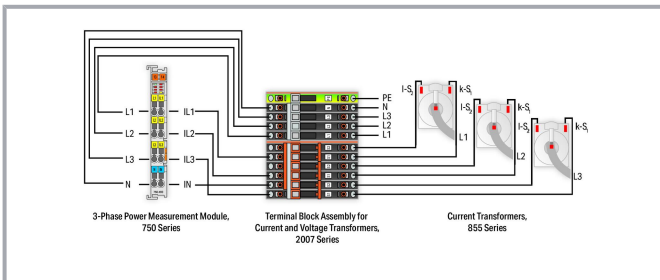 PE
N
L3
L2
L1
L1
IL1
L2
IL2
L3
IL3
N
IN
l-S₂
k-S₁
L1
l-S₂
k-S₁
L2
l-S₂
k-S₁
L3
3-Phase Power Measurement Module,
750 Series
Terminal Block Assembly for
Current and Voltage Transformers,
2007 Series
Current Transformers,
855 Series